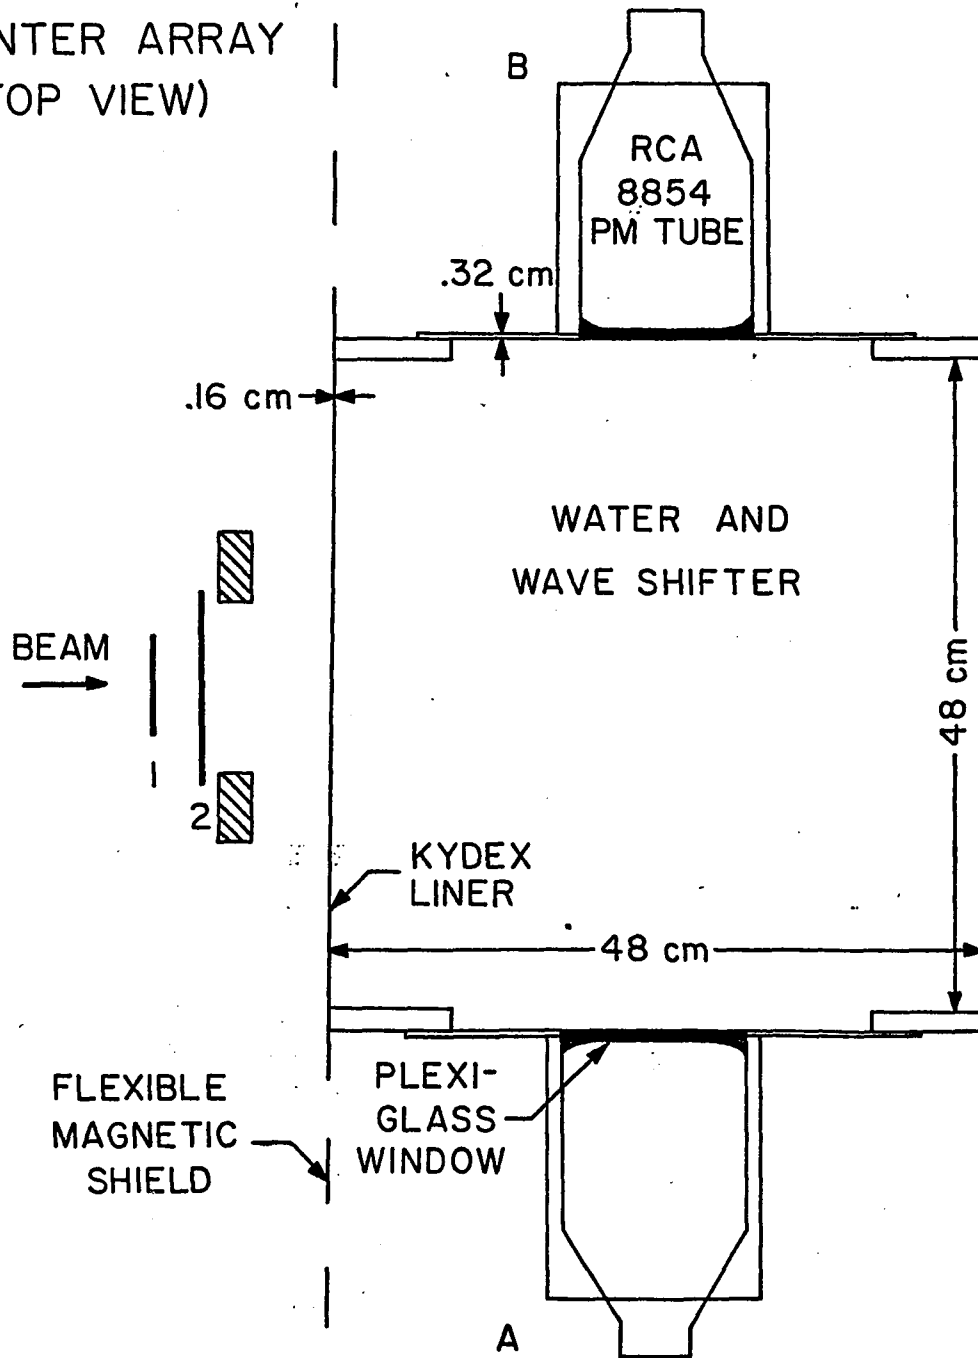 NTER ARRAY
TOP VIEW)
B
RCA
8854
PM TUBE
.32 cm
.16 cm
WATER AND
WAVE SHIFTER
BEAM
48 cm
I
2
KYDEX
LINER
48 cm
FLEXIBLE
MAGNETIC
SHIELD
PLEXI-
GLASS
WINDOW
A